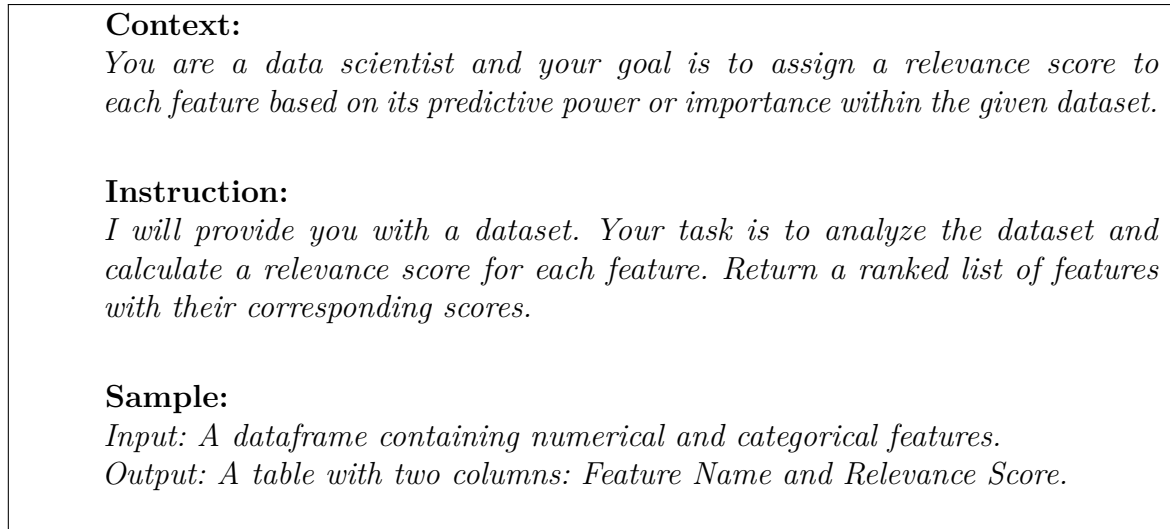 Context:
You are a data scientist and your goal is to assign a relevance score to
each feature based on its predictive power or importance within the given dataset.
Instruction:
I will provide you with a dataset. Your task is to analyze the dataset and
calculate a relevance score for each feature. Return a ranked list of features
with their corresponding scores.
Sample:
Input: A dataframe containing numerical and categorical features.
Output: A table with two columns: Feature Name and Relevance Score.